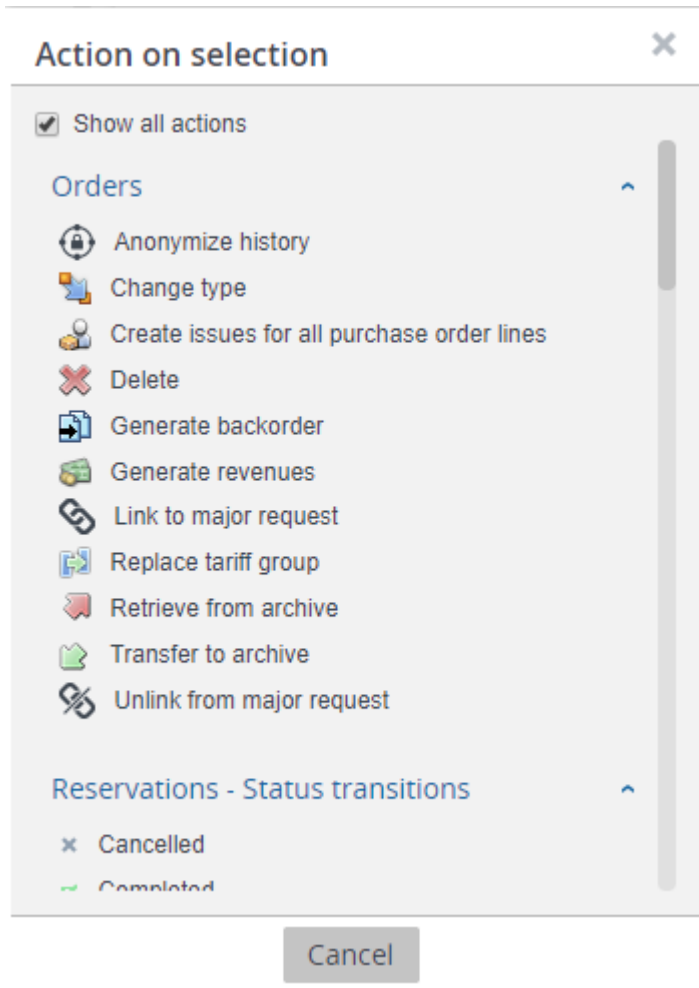 Action on selection
Show all actions
Orders
Anonymize history
Change type
Create issues for all purchase order lines
Delete
Generate backorder
Generate revenues
Link to major request
Replace tariff group
Retrieve from archive
Transfer to archive
Unlink from major request
Reservations - Status transitions
Cancelled
Completed
Cancel